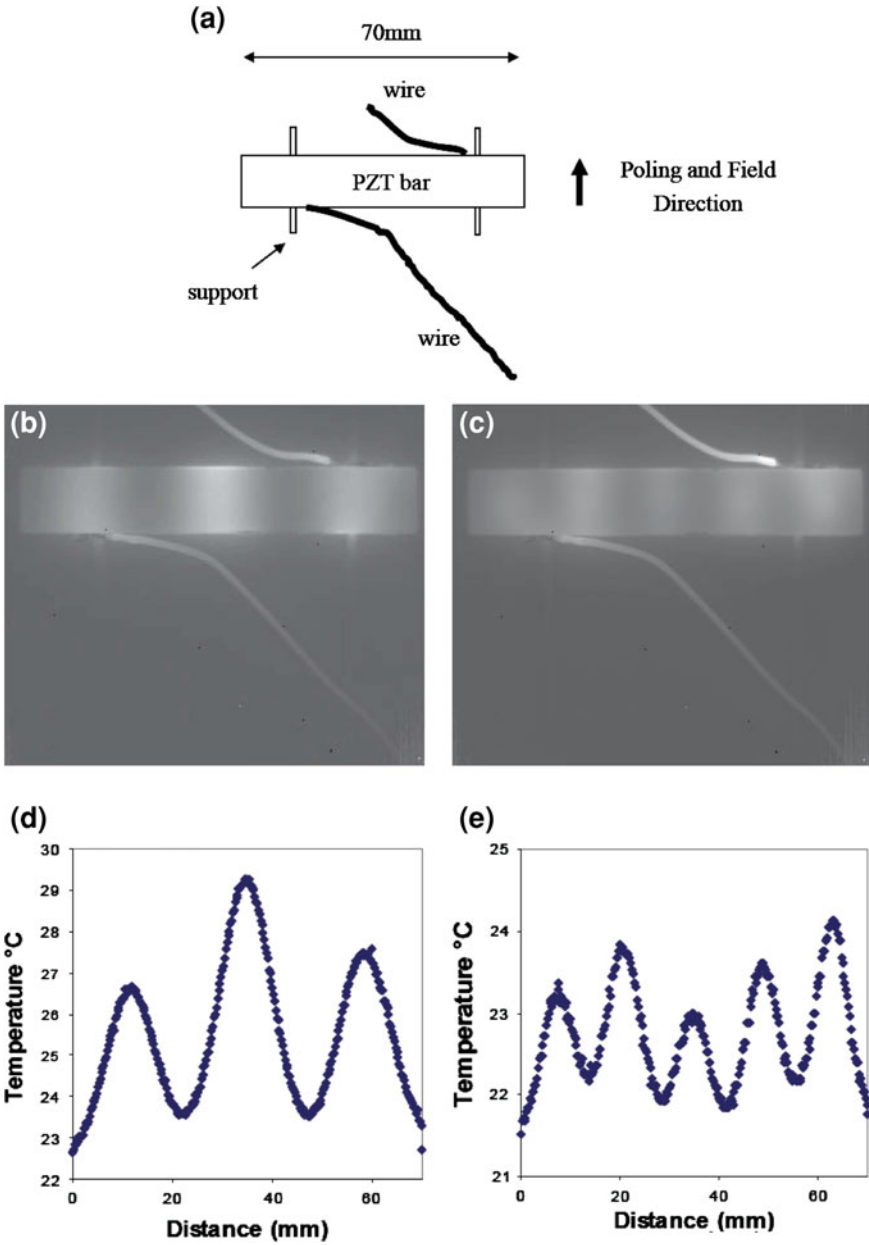 (a)
70mm
wire
PZT bar
Poling and Field
Direction
support
wire
(b)
(c)
(d)
30
29
28
27
26
25
24
23
22
Temperature °C
0
20
40
60
Distance (mm)
(e)
25
24
23
22
21
Temperature °C
0
20
40
60
Distance (mm)